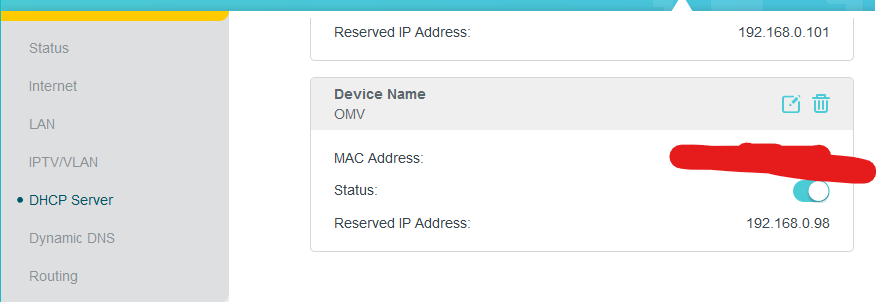 Status
Internet
LAN
IPTV/VLAN
DHCP Server
Dynamic DNS
Routing
Reserved IP Address: 192.168.0.101
Device Name
OMV
MAC Address:
Status:
Reserved IP Address: 192.168.0.98